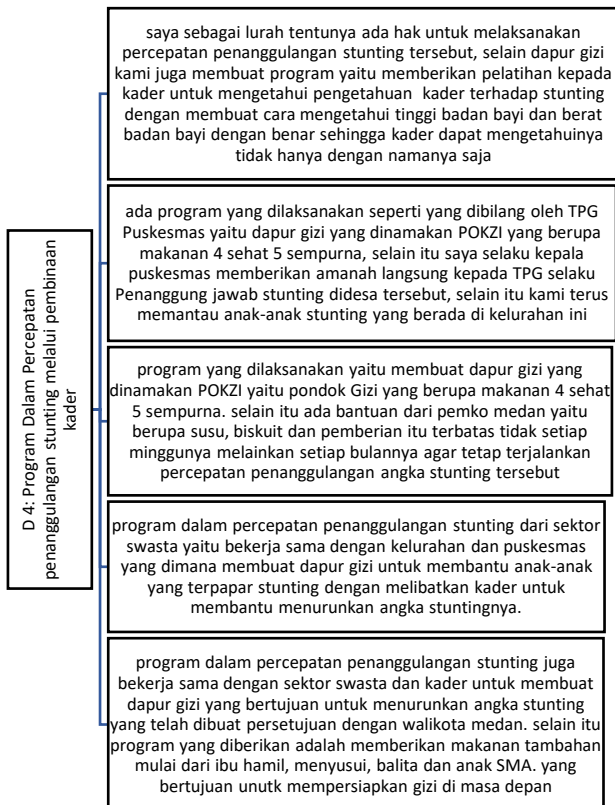 saya sebagai lurah tentunya ada hak untuk melaksanakan
percepatan penanggulangan stunting tersebut, selain dapur gizi
kami juga membuat program yaitu memberikan pelatihan kepada
kader untuk mengetahui pengetahuan kader terhadap stunting
dengan membuat cara mengetahui tinggi badan bayi dan berat
badan bayi dengan benar sehingga kader dapat mengetahuinya
tidak hanya dengan namanya saja
D 4: Program Dalam Percepatan
penanggulangan stunting melalui pembinaan
kader
ada program yang dilaksanakan seperti yang dibilang oleh TPG
Puskesmas yaitu dapur gizi yang dinamakan POKZI yang berupa
makanan 4 sehat 5 sempurna, selain itu saya selaku kepala
puskesmas memberikan amanah langsung kepada TPG selaku
Penanggung jawab stunting didesa tersebut, selain itu kami terus
memantau anak-anak stunting yang berada di kelurahan ini
program yang dilaksanakan yaitu membuat dapur gizi yang
dinamakan POKZI yaitu pondok Gizi yang berupa makanan 4 sehat
5 sempurna. selain itu ada bantuan dari pemko medan yaitu
berupa susu, biskuit dan pemberian itu terbatas tidak setiap
minggunya melainkan setiap bulannya agar tetap terjalankan
percepatan penanggulangan angka stunting tersebut
program dalam percepatan penanggulangan stunting dari sektor
swasta yaitu bekerja sama dengan kelurahan dan puskesmas
yang dimana membuat dapur gizi untuk membantu anak-anak
yang terpapar stunting dengan melibatkan kader untuk
membantu menurunkan angka stuntingnya.
program dalam percepatan penanggulangan stunting juga
bekerja sama dengan sektor swasta dan kader untuk membuat
dapur gizi yang bertujuan untuk menurunkan angka stunting
yang telah dibuat persetujuan dengan walikota medan. selain itu
program yang diberikan adalah memberikan makanan tambahan
mulai dari ibu hamil, menyusui, balita dan anak SMA. yang
bertujuan unutk mempersiapkan gizi di masa depan